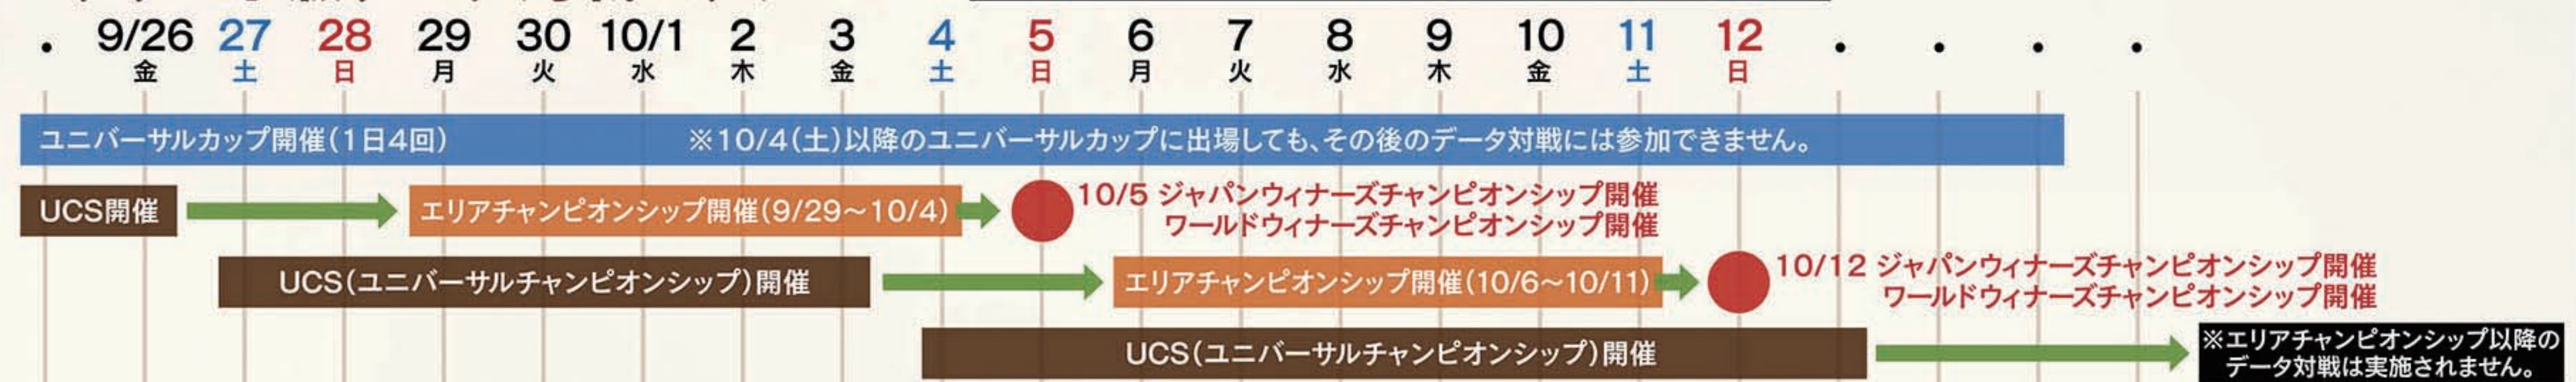 ・ 9/26 27 28 29 30 10/1 2 3 4 5 6 7 8 9 10 11 12 ・ ・ ・ ・
金 土 日 月 火 水 木 金 土 日 月 火 水 木 金 土 日
ユニバーサルカップ開催(1日4回) ※10/4(土)以降のユニバーサルカップに出場しても、その後のデータ対戦には参加できません。
UCS開催 エリアチャンピオンシップ開催(9/29〜10/4) 10/5 ジャパンウィナーズチャンピオンシップ開催
ワールドウィナーズチャンピオンシップ開催
UCS(ユニバーサルチャンピオンシップ)開催 エリアチャンピオンシップ開催(10/6〜10/11) 10/12 ジャパンウィナーズチャンピオンシップ開催
ワールドウィナーズチャンピオンシップ開催
UCS(ユニバーサルチャンピオンシップ)開催 ※エリアチャンピオンシップ以降の
データ対戦は実施されません。